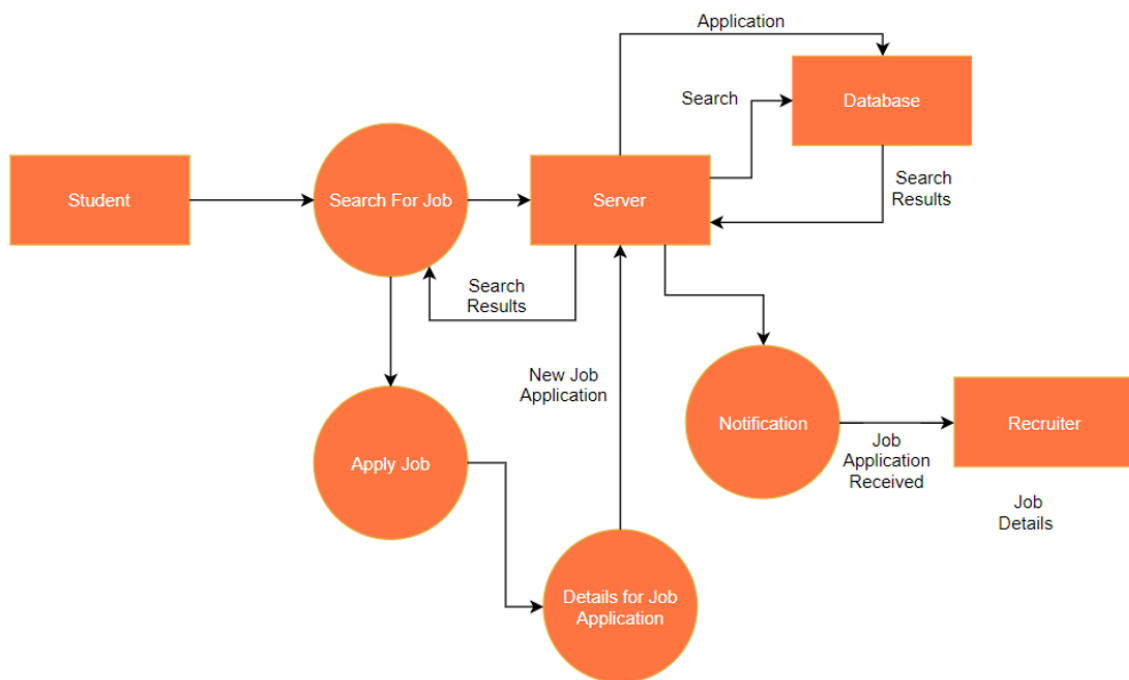 Application
Database
Search
Search
Results
Student
Search For Job
Server
Search
Results
New Job
Application
Notification
Recruiter
Job
Application
Received
Apply Job
Job
Details
Details for Job
Application